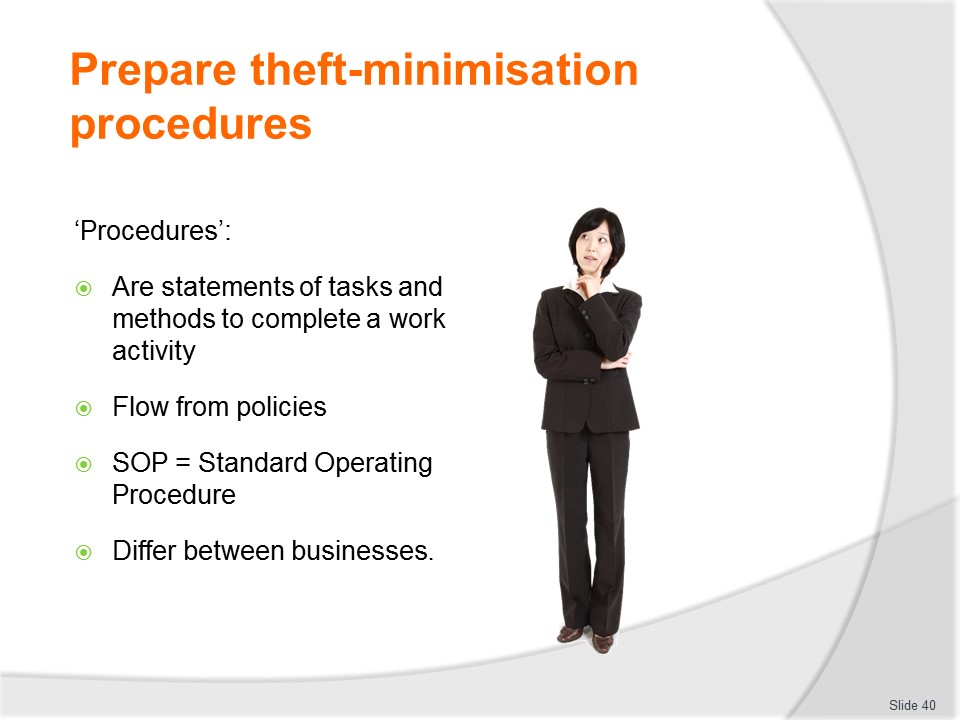 Prepare theft-minimisation
procedures
‘Procedures’:
Are statements of tasks and
methods to complete a work
activity
Flow from policies
SOP = Standard Operating
Procedure
Differ between businesses.
Slide 40